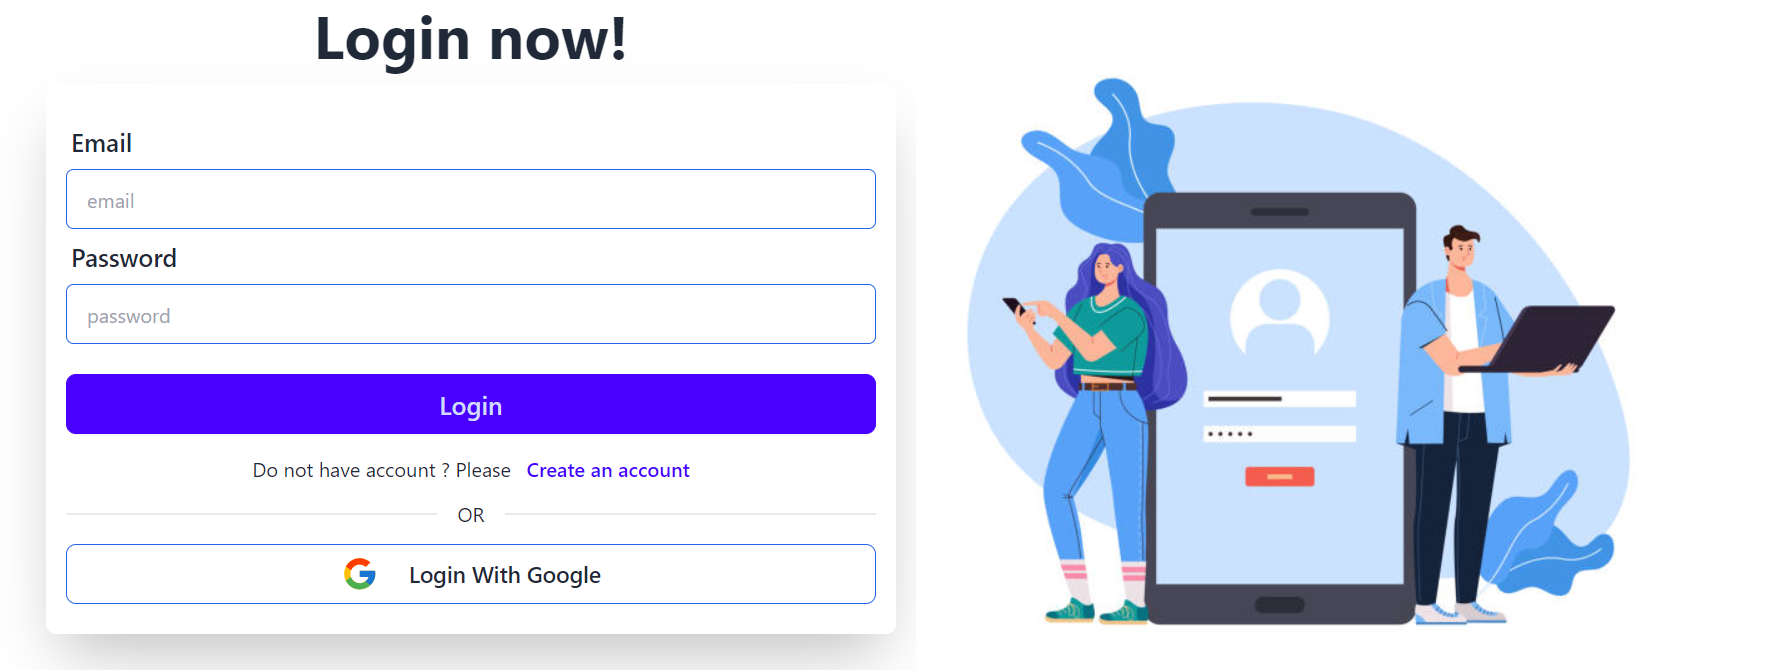 Login now!
Email
email
Password
password
Login
Do not have account ? Please Create an account
OR
Login With Google